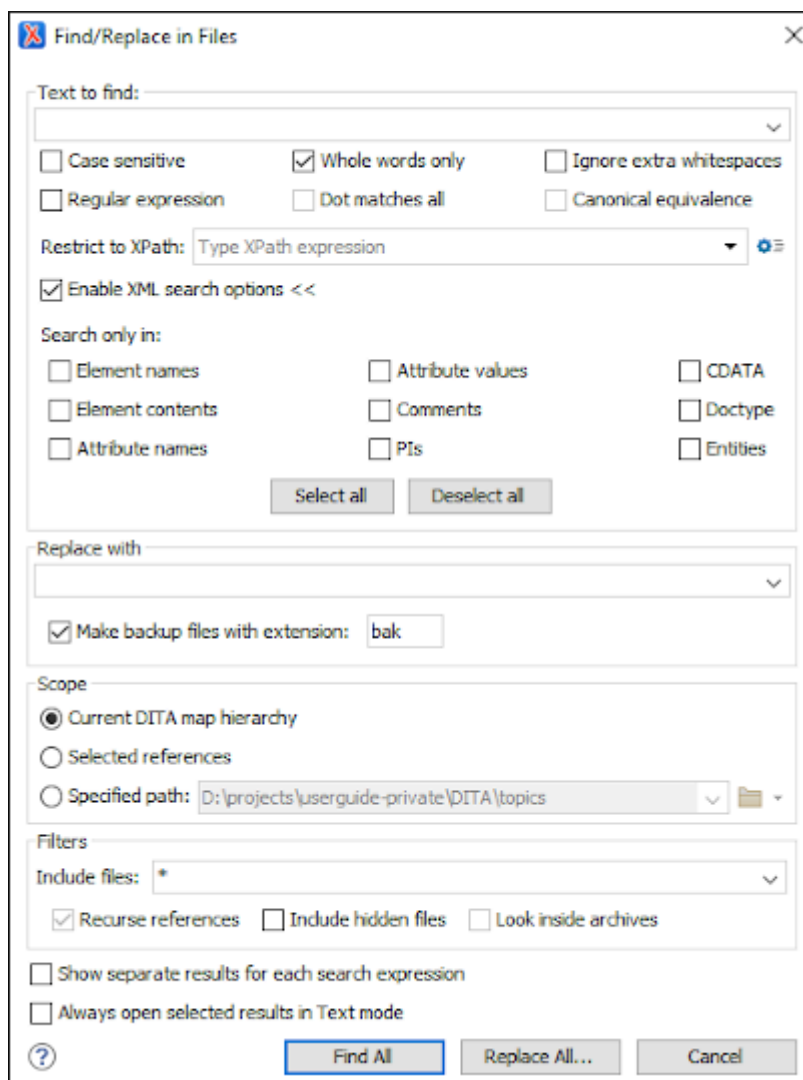 Find/Replace in Files
Text to find:
Case sensitive Whole words only Ignore extra whitespaces
Regular expression Dot matches all Canonical equivalence
Restrict to XPath: Type XPath expression
Enable XML search options <<
Search only in:
Element names Attribute values CDATA
Element contents Comments Doctype
Attribute names PIs Entities
Select all Deselect all
Replace with
Make backup files with extension: bak
Scope
Current DITA map hierarchy
Selected references
Specified path: D:\projects\userguide-private\DITA\topics
Filters
Include files: *
Recurse references Include hidden files Look inside archives
Show separate results for each search expression
Always open selected results in Text mode
? Find All Replace All... Cancel